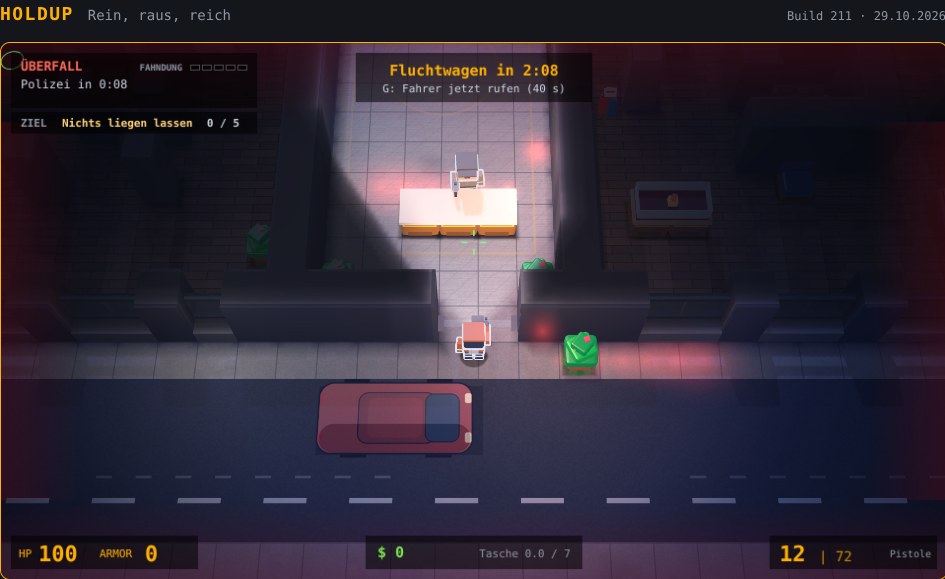 HOLDUP Rein, raus, reich
Build 211 · 29.10.2026
ÜBERFALL FAHNDUNG
Polizei in 0:08
ZIEL Nichts liegen lassen 0 / 5
Fluchtwagen in 2:08
G: Fahrer jetzt rufen (40 s)
HP 100 ARMOR 0
$ 0 Tasche 0.0 / 7
12 | 72 Pistole